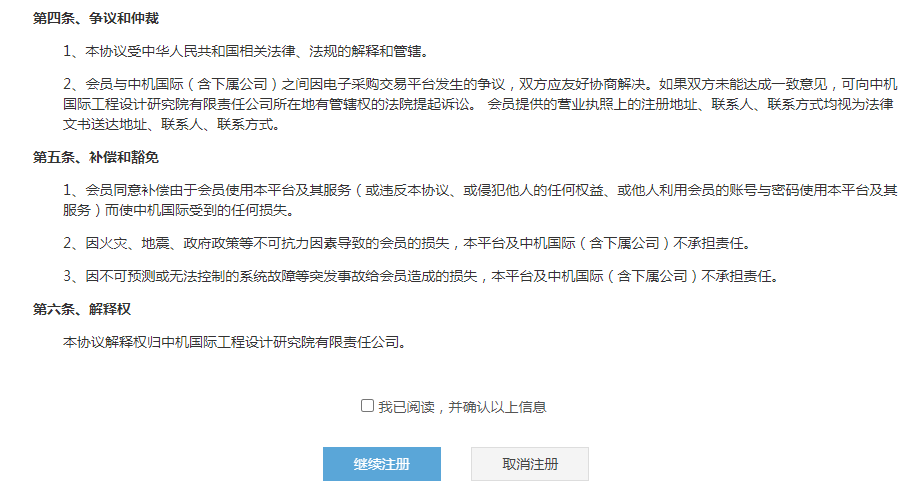 第四条、争议和仲裁
1、本协议受中华人民共和国相关法律、法规的解释和管辖。
2、会员与中机国际（含下属公司）之间因电子采购交易平台发生的争议，双方应友好协商解决。如果双方未能达成一致意见，可向中机
国际工程设计研究院有限责任公司所在地有管辖权的法院提起诉讼。 会员提供的营业执照上的注册地址、联系人、联系方式均视为法律
文书送达地址、联系人、联系方式。
第五条、补偿和豁免
1、会员同意补偿由于会员使用本平台及其服务（或违反本协议、或侵犯他人的任何权益、或他人利用会员的账号与密码使用本平台及其
服务）而使中机国际受到的任何损失。
2、因火灾、地震、政府政策等不可抗力因素导致的会员的损失，本平台及中机国际（含下属公司）不承担责任。
3、因不可预测或无法控制的系统故障等突发事故给会员造成的损失，本平台及中机国际（含下属公司）不承担责任。
第六条、解释权
本协议解释权归中机国际工程设计研究院有限责任公司。
我已阅读，并确认以上信息
继续注册 取消注册